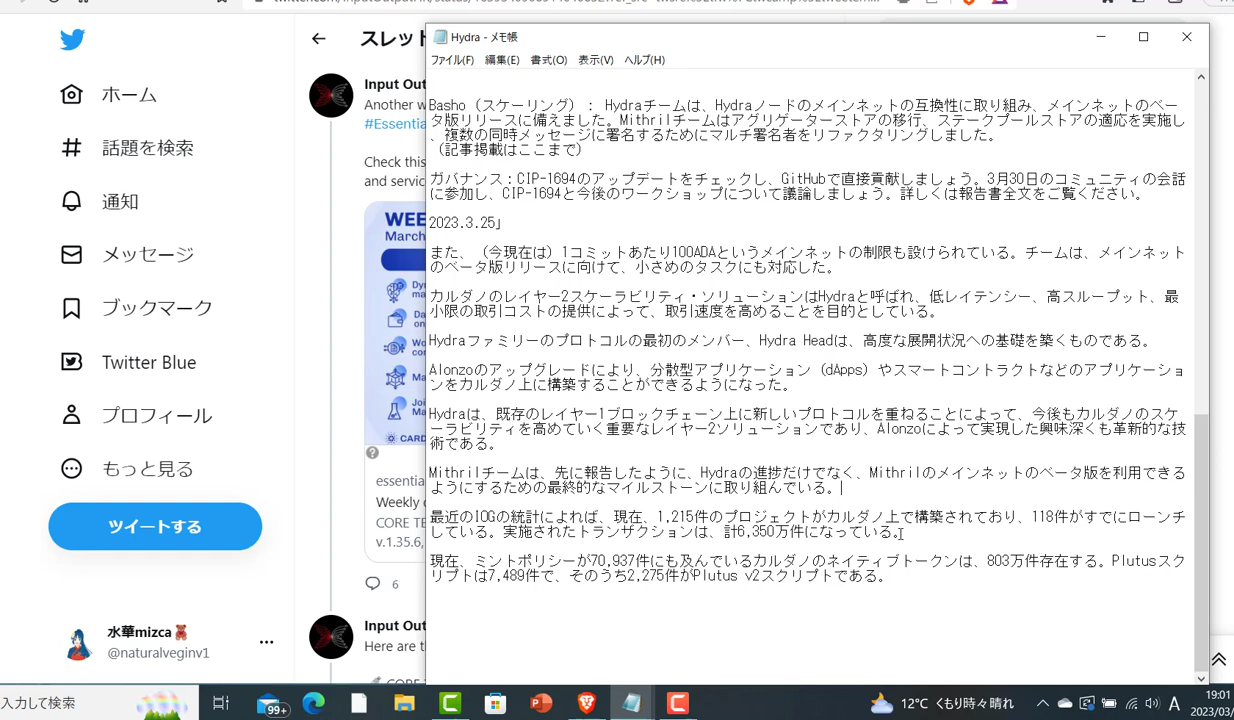 スレッ
Hydra - メモ帳
ファイル(F) 編集(E) 書式(O) 表示(V) ヘルプ(H)
ホーム
話題を検索
通知
メッセージ
ブックマーク
Twitter Blue
プロフィール
もっと見る
ツイートする
水華mizca🧸
@naturalveginv1
Input Out
Another w
#Essentia
Check this
and servic
WEE
March
CARD
essentia
Weekly
CORE TE
v.1.35.6,
6
Input Out
Here are t
Basho (スケーリング) : Hydraチームは、Hydraノードのメインネットの互換性に取り組み、メインネットのベー
タ版リリースに備えました。Mithrilチームはアグリゲーターストアの移行、ステークプールストアの適応を実施し
、複数の同時メッセージに署名するためにマルチ署名者をリファクタリングしました。
(記事掲載はここまで)
ガバナンス:CIP-1694のアップデートをチェックし、GitHubで直接貢献しましょう。3月30日のコミュニティの会話
に参加し、CIP-1694と今後のワークショップについて議論しましょう。詳しくは報告書全文をご覧ください。
2023.3.25」
また、(今現在は)1コミットあたり100ADAというメインネットの制限も設けられている。チームは、メインネット
のベータ版リリースに向けて、小さめのタスクにも対応した。
カルダノのレイヤー2スケーラビリティ・ソリューションはHydraと呼ばれ、低レイテンシー、高スループット、最
小限の取引コストの提供によって、取引速度を高めることを目的としている。
Hydraファミリーのプロトコルの最初のメンバー、Hydra Headは、高度な展開状況への基礎を築くものである。
Alonzoのアップグレードにより、分散型アプリケーション(dApps)やスマートコントラクトなどのアプリケーショ
ンをカルダノ上に構築することができるようになった。
Hydraは、既存のレイヤー1ブロックチェーン上に新しいプロトコルを重ねることによって、今後もカルダノのスケ
ーラビリティを高めていく重要なレイヤー2ソリューションであり、Alonzoによって実現した興味深くも革新的な技
術である。
Mithrilチームは、先に報告したように、Hydraの進捗だけでなく、Mithrilのメインネットのベータ版を利用できる
ようにするための最終的なマイルストーンに取り組んでいる。
最近のIOGの統計によれば、現在、1,215件のプロジェクトがカルダノ上で構築されており、118件がすでにローンチ
している。実施されたトランザクションは、計6,350万件になっている。
現在、ミントポリシーが70,937件にも及んでいるカルダノのネイティブトークンは、803万件存在する。Plutusスク
リプトは7,489件で、そのうち2,275件がPlutus v2スクリプトである。
入力して検索
99+
12°C くもり時々晴れ
A
19:01
2023/03/